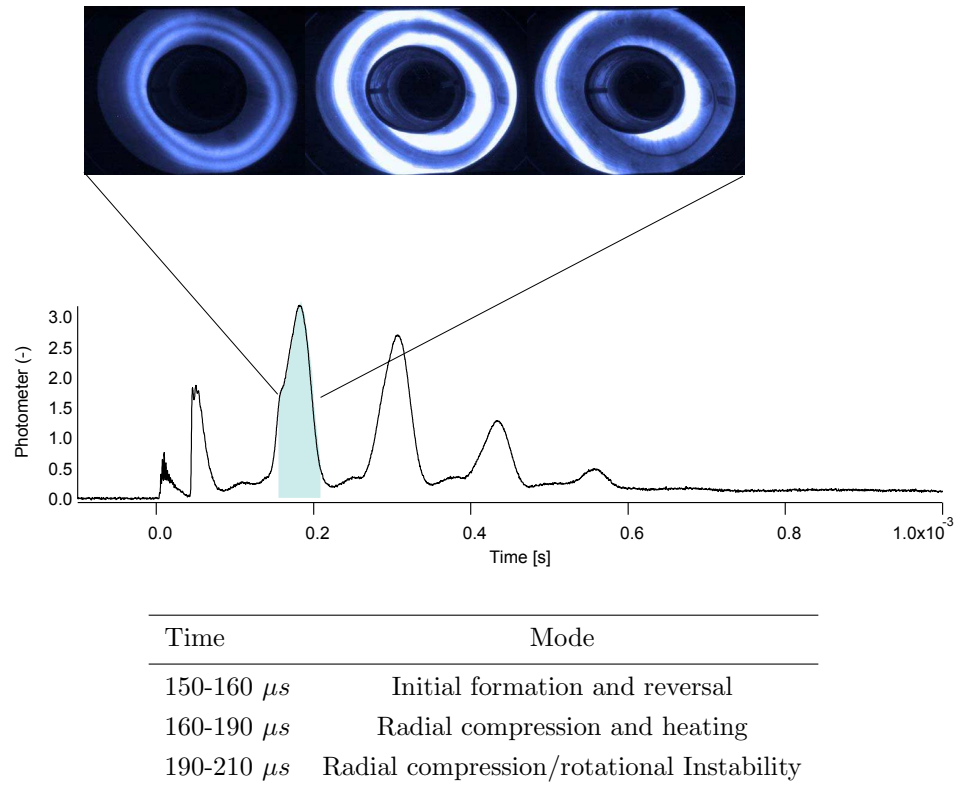 3.0
2.5
2.0
1.5
1.0
0.5
0.0
Photometer (-)
0.0 0.2 0.4 0.6 0.8 1.0x10⁻³
Time [s]
Time Mode
150-160 μs Initial formation and reversal
160-190 μs Radial compression and heating
190-210 μs Radial compression/rotational Instability